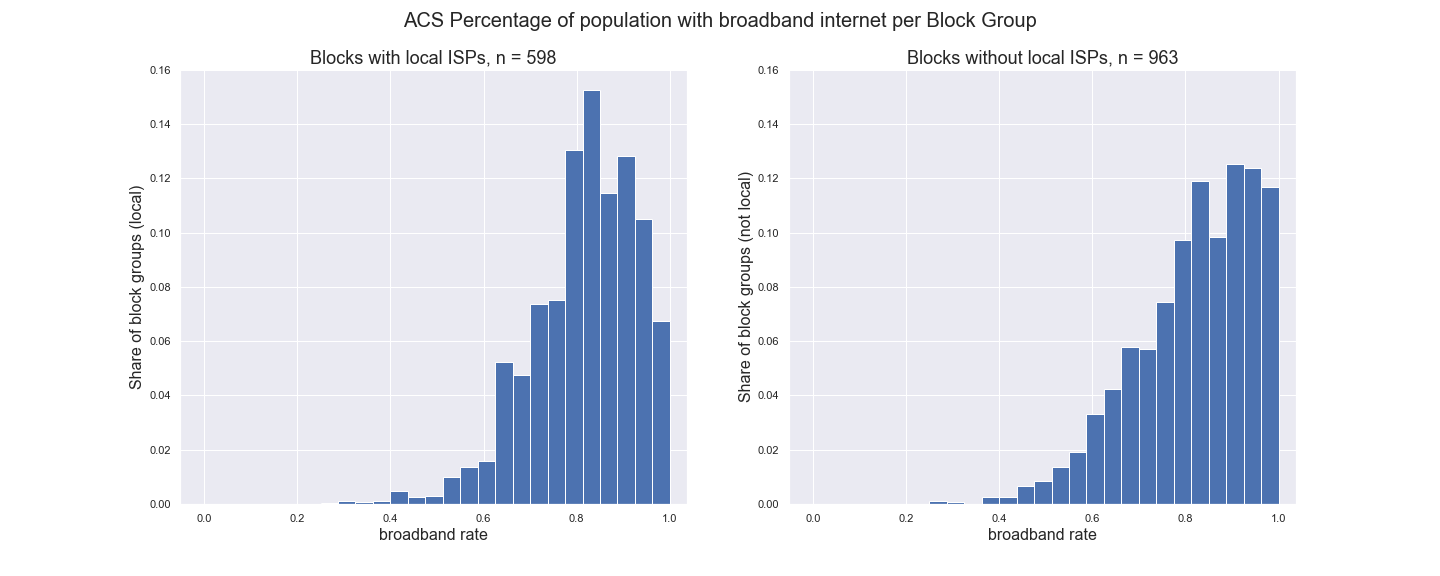 ACS Percentage of population with broadband internet per Block Group
Blocks with local ISPs, n = 598
0.16
0.14
0.12
0.10
0.08
0.06
0.04
0.02
0.00
Share of block groups (local)
0.0 0.2 0.4 0.6 0.8 1.0
broadband rate
Blocks without local ISPs, n = 963
0.16
0.14
0.12
0.10
0.08
0.06
0.04
0.02
0.00
Share of block groups (not local)
0.0 0.2 0.4 0.6 0.8 1.0
broadband rate